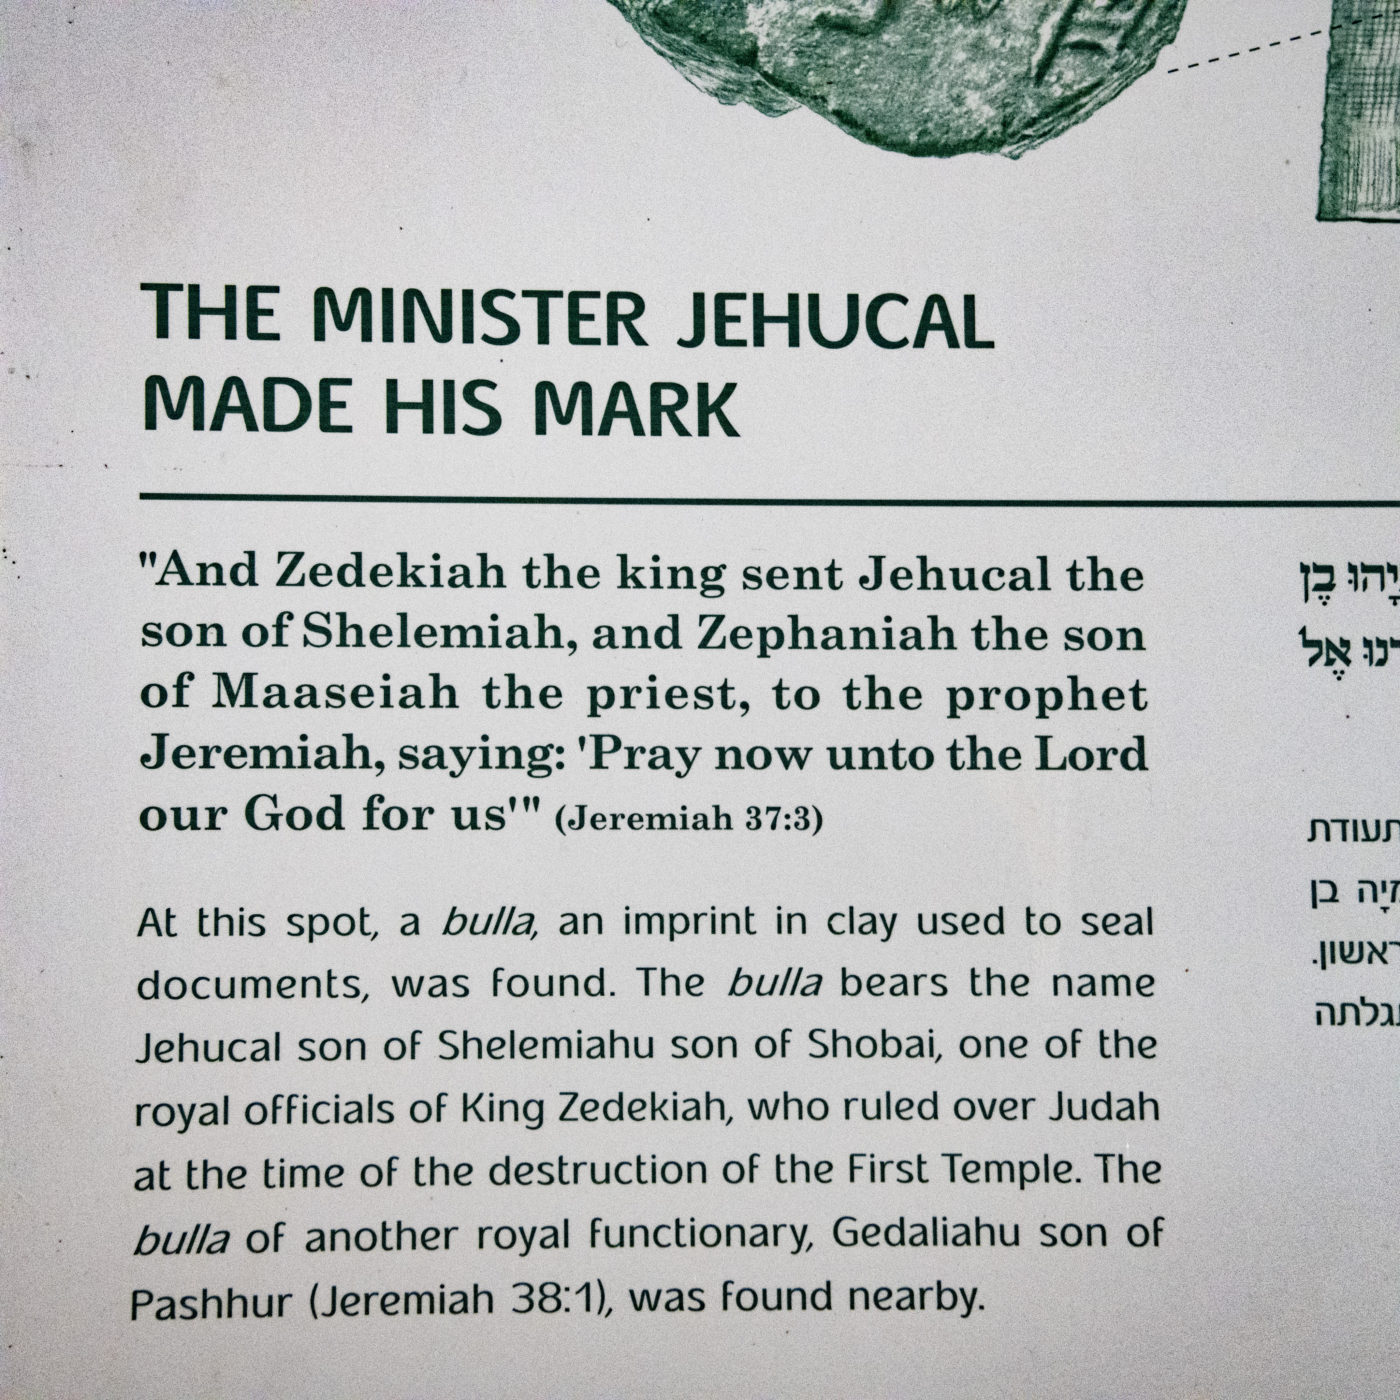 THE MINISTER JEHUCAL
MADE HIS MARK
"And Zedekiah the king sent Jehucal the
son of Shelemiah, and Zephaniah the son
of Maaseiah the priest, to the prophet
Jeremiah, saying: 'Pray now unto the Lord
our God for us'" (Jeremiah 37:3)
At this spot, a bulla, an imprint in clay used to seal
documents, was found. The bulla bears the name
Jehucal son of Shelemiahu son of Shobai, one of the
royal officials of King Zedekiah, who ruled over Judah
at the time of the destruction of the First Temple. The
bulla of another royal functionary, Gedaliahu son of
Pashhur (Jeremiah 38:1), was found nearby.
בֶן
אֶל
תעודת
בן
ראשון.